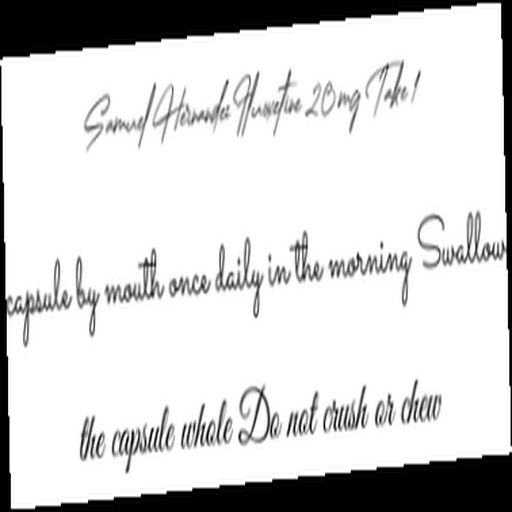 Samuel Hernandez Fluoxetine 20mg Take 1
capsule by mouth once daily in the morning Swallow
the capsule whole Do not crush or chew